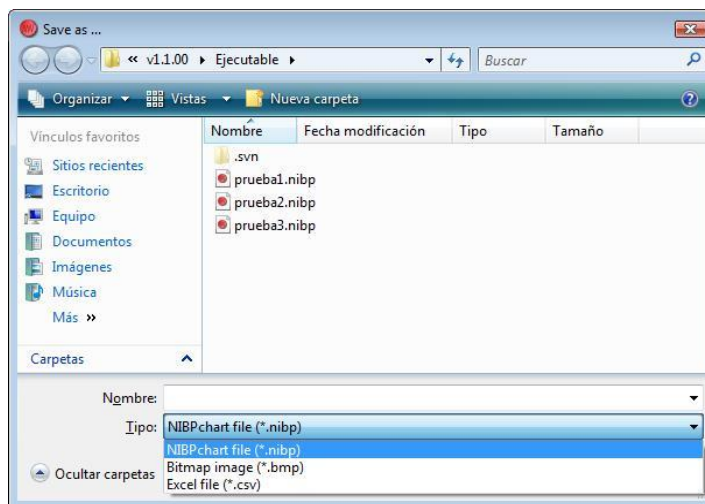 Save as ...
« v1.1.00 ▸ Ejecutable ▸ Buscar
Organizar Vistas Nueva carpeta
Vínculos favoritos
Sitios recientes
Escritorio
Equipo
Documentos
Imágenes
Música
Más »
Carpetas
Nombre Fecha modificación Tipo Tamaño
.svn
prueba1.nibp
prueba2.nibp
prueba3.nibp
Nombre:
Tipo: NIBPchart file (*.nibp)
NIBPchart file (*.nibp)
Bitmap image (*.bmp)
Excel file (*.csv)
Ocultar carpetas